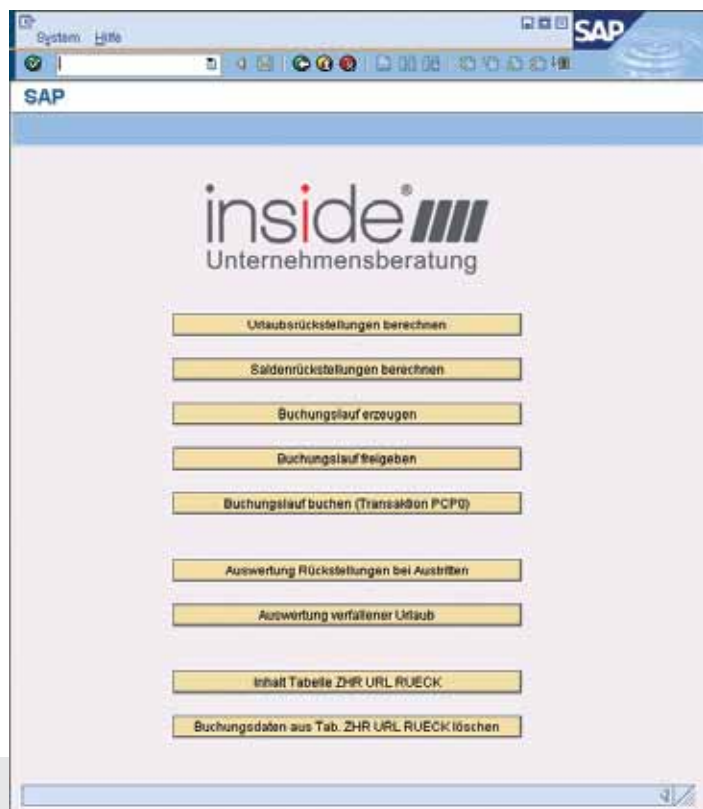 System Hilfe
SAP
SAP
inside®
Unternehmensberatung
Urlaubsrückstellungen berechnen
Saldenrückstellungen berechnen
Buchungslauf erzeugen
Buchungslauf freigeben
Buchungslauf buchen (Transaktion PCP0)
Auswertung Rückstellungen bei Austritten
Auswertung verfallener Urlaub
Inhalt Tabelle ZHR URL RUECK
Buchungsdaten aus Tab. ZHR URL RUECK löschen